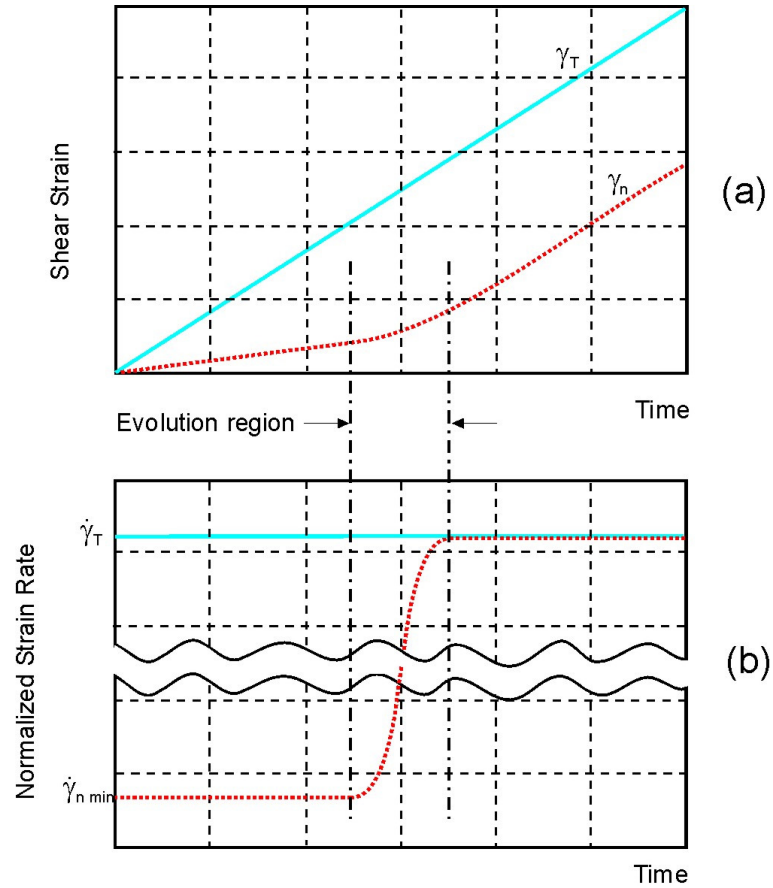 γT
γn
Shear Strain
(a)
Time
Evolution region
γ̇T
Normalized Strain Rate
(b)
γ̇n min
Time